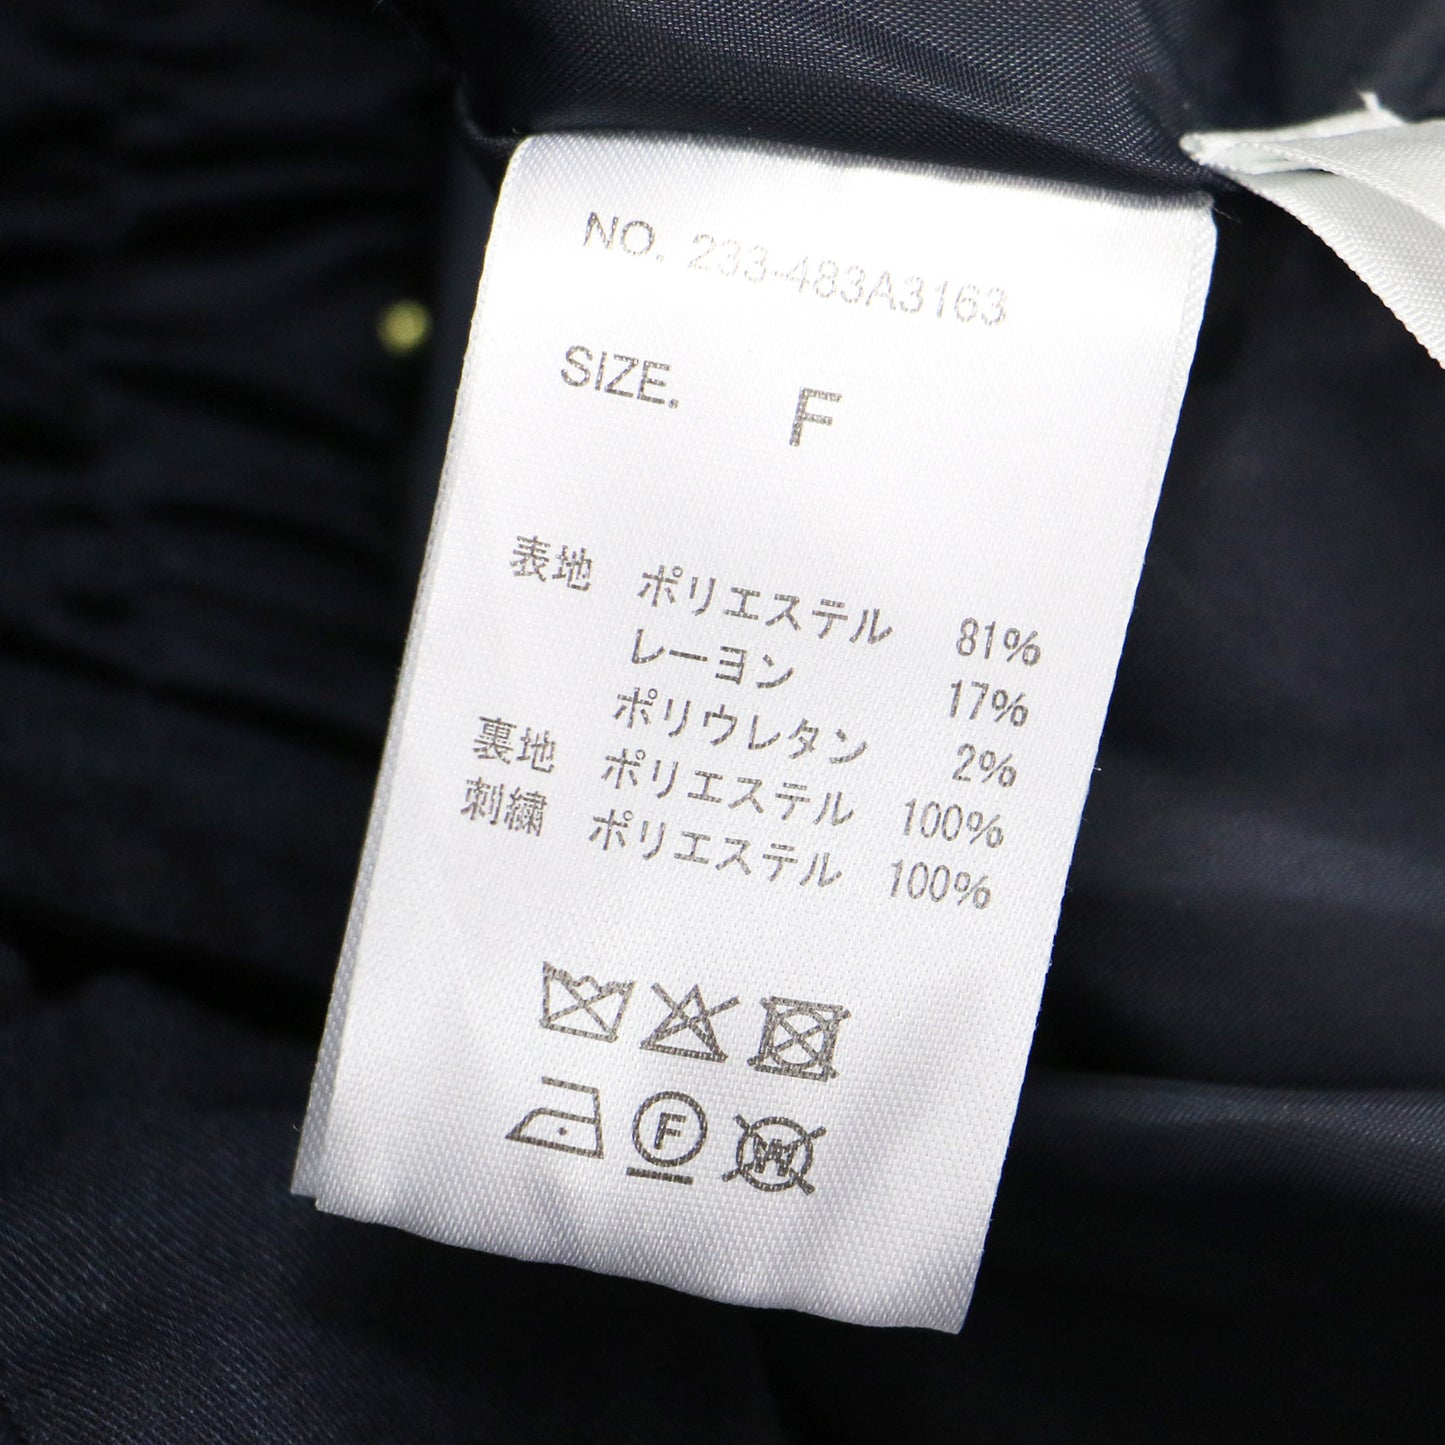 NO. 233-483A3163
SIZE. F
表地 ポリエステル 81%
レーヨン 17%
ポリウレタン 2%
裏地 ポリエステル 100%
刺繍 ポリエステル 100%
F W